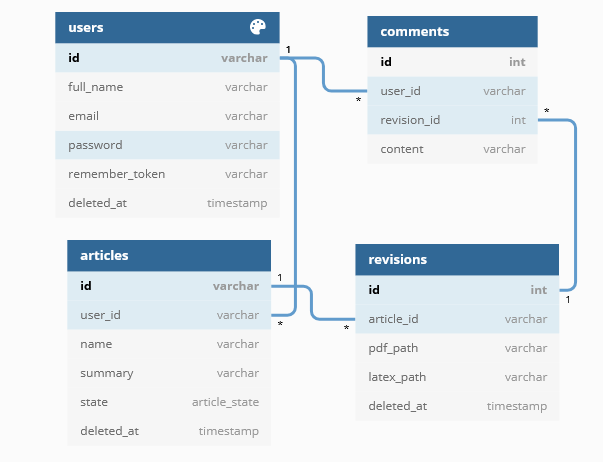 users
id varchar
full_name varchar
email varchar
password varchar
remember_token varchar
deleted_at timestamp
1
*
comments
id int
user_id varchar
revision_id int
content varchar
*
articles
id varchar
user_id varchar
name varchar
summary varchar
state article_state
deleted_at timestamp
1
*
*
revisions
id int
article_id varchar
pdf_path varchar
latex_path varchar
deleted_at timestamp
1